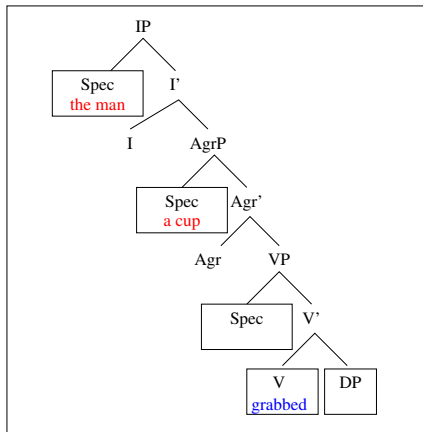 IP
Spec I'
the man
I AgrP
Spec Agr'
a cup
Agr VP
Spec V'
V DP
grabbed